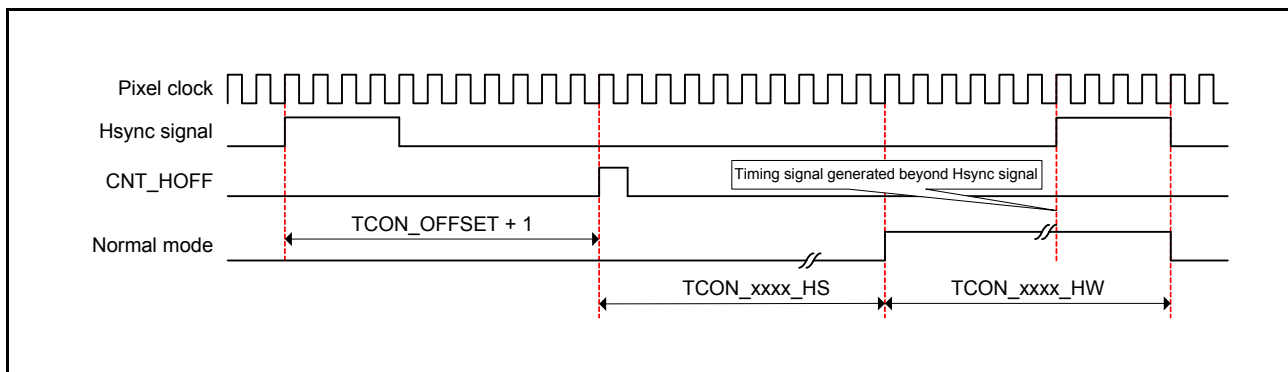 Pixel clock
Hsync signal
CNT_HOFF
Timing signal generated beyond Hsync signal
TCON_OFFSET + 1
Normal mode
TCON_xxxx_HS
TCON_xxxx_HW